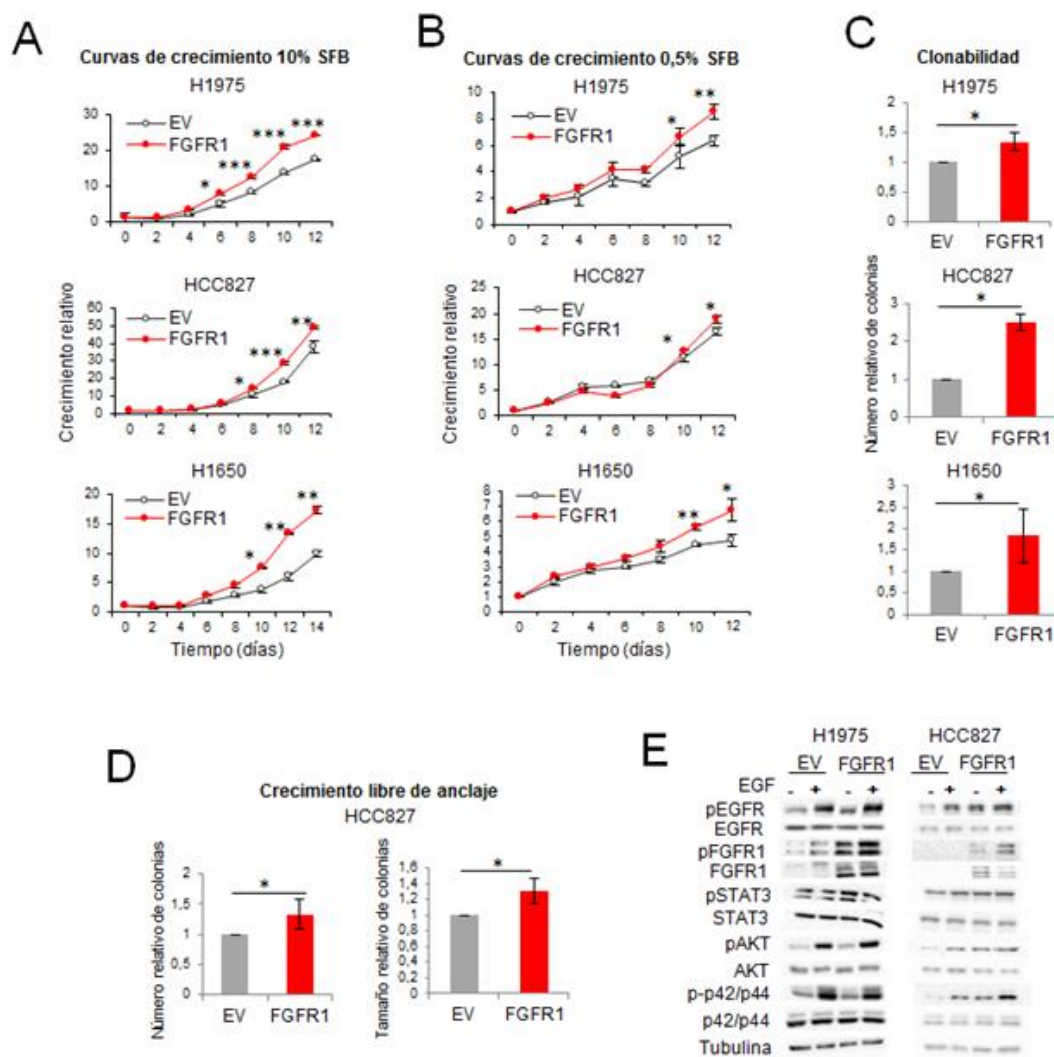 A
Curvas de crecimiento 10% SFB
H1975
30
20
10
0
EV
FGFR1
* *** *** ***
0 2 4 6 8 10 12
HCC827
60
50
40
30
20
10
0
EV
FGFR1
* *** **
0 2 4 6 8 10 12
H1650
20
15
10
5
0
EV
FGFR1
* ** **
0 2 4 6 8 10 12 14
Crecimiento relativo
Tiempo (días)
B
Curvas de crecimiento 0,5% SFB
H1975
10
8
6
4
2
0
EV
FGFR1
* **
0 2 4 6 8 10 12
HCC827
25
20
15
10
5
0
EV
FGFR1
* *
0 2 4 6 8 10 12
H1650
8
7
6
5
4
3
2
1
EV
FGFR1
** *
0 2 4 6 8 10 12
Crecimiento relativo
Tiempo (días)
C
Clonabilidad
H1975
2
1,5
1
0,5
0
*
EV FGFR1
HCC827
3
2
1
0
*
EV FGFR1
H1650
3
2,5
2
1,5
1
0,5
0
*
EV FGFR1
Número relativo de colonias
D
Crecimiento libre de anclaje
HCC827
Número relativo de colonias
2
1,5
1
0,5
0
*
EV FGFR1
Tamaño relativo de colonias
1,6
1,4
1,2
1
0,8
0,6
0,4
0,2
0
*
EV FGFR1
E
H1975 HCC827
EV FGFR1 EV FGFR1
EGF - + - + - + - +
pEGFR
EGFR
pFGFR1
FGFR1
pSTAT3
STAT3
pAKT
AKT
p-p42/p44
p42/p44
Tubulina